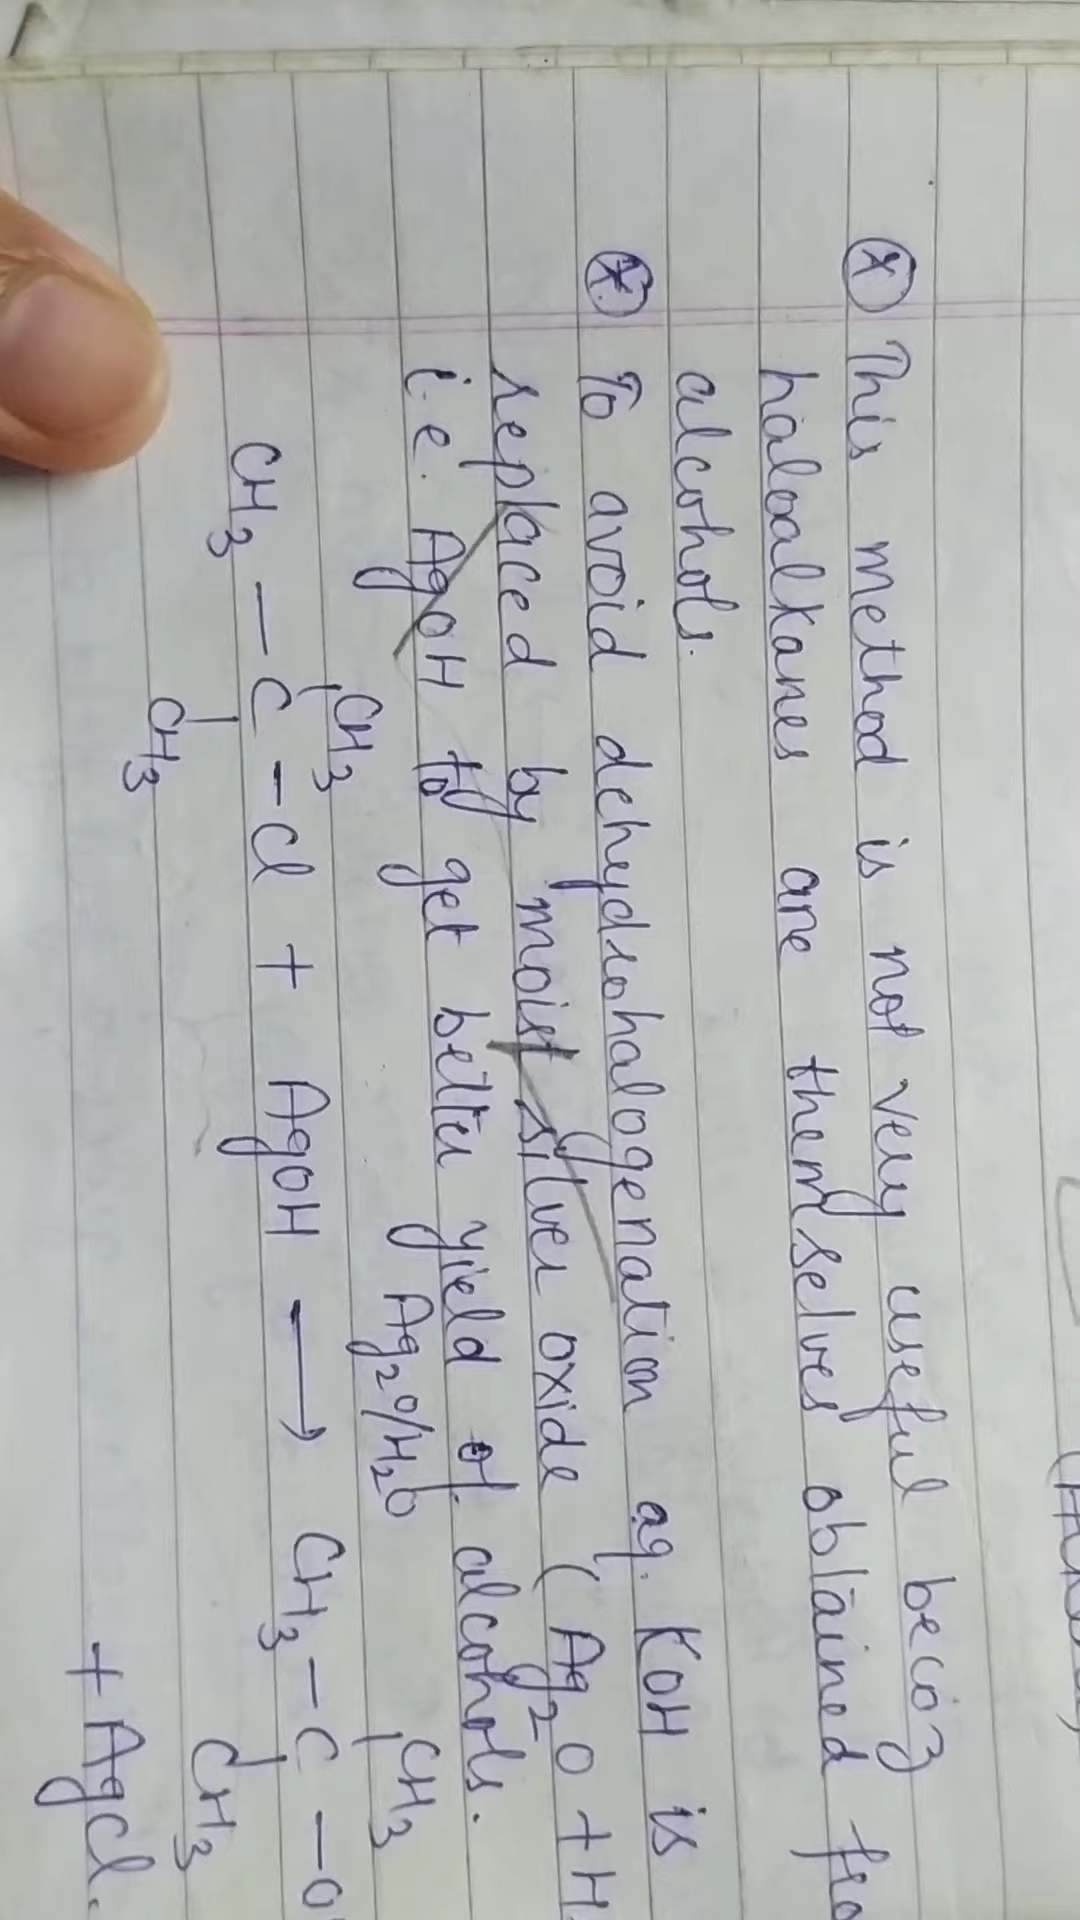 This method is not very useful becoz
haloalkanes are themselves obtained
alcohols.
To avoid dehydrohalogenation aq. KOH is
replaced by moist silver oxide (Ag2O +
i.e. AgOH to get better yield of alcohols.
CH3 Ag2O/H2O CH3
CH3 — C - Cl + AgOH ⟶ CH3 — C —
CH3 CH3
+ AgCl.